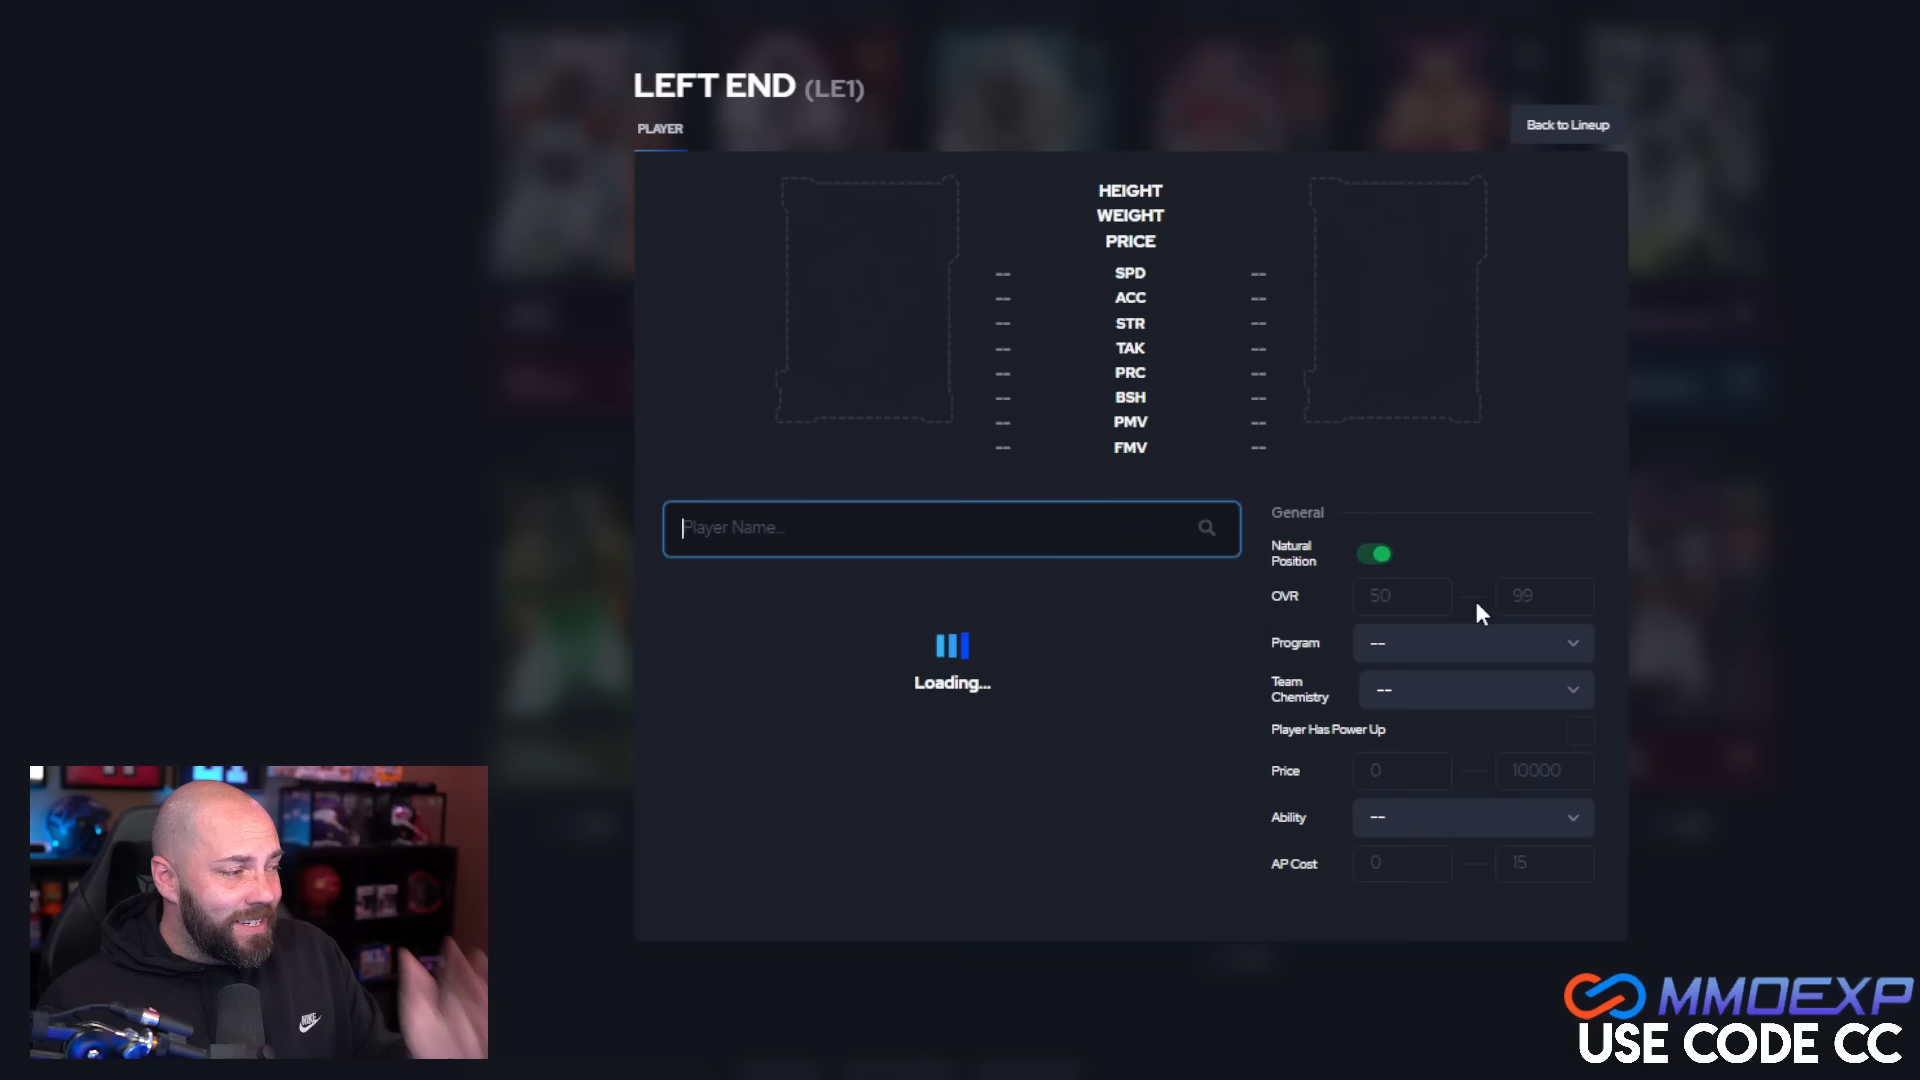 LEFT END (LE1)
PLAYER
Back to Lineup
HEIGHT
WEIGHT
PRICE
-- SPD --
-- ACC --
-- STR --
-- TAK --
-- PRC --
-- BSH --
-- PMV --
-- FMV --
Player Name...
Loading...
General
Natural
Position
OVR 50 99
Program --
Team
Chemistry --
Player Has Power Up
Price 0 10000
Ability --
AP Cost 0 15
NIKE
MMOEXP
USE CODE CC